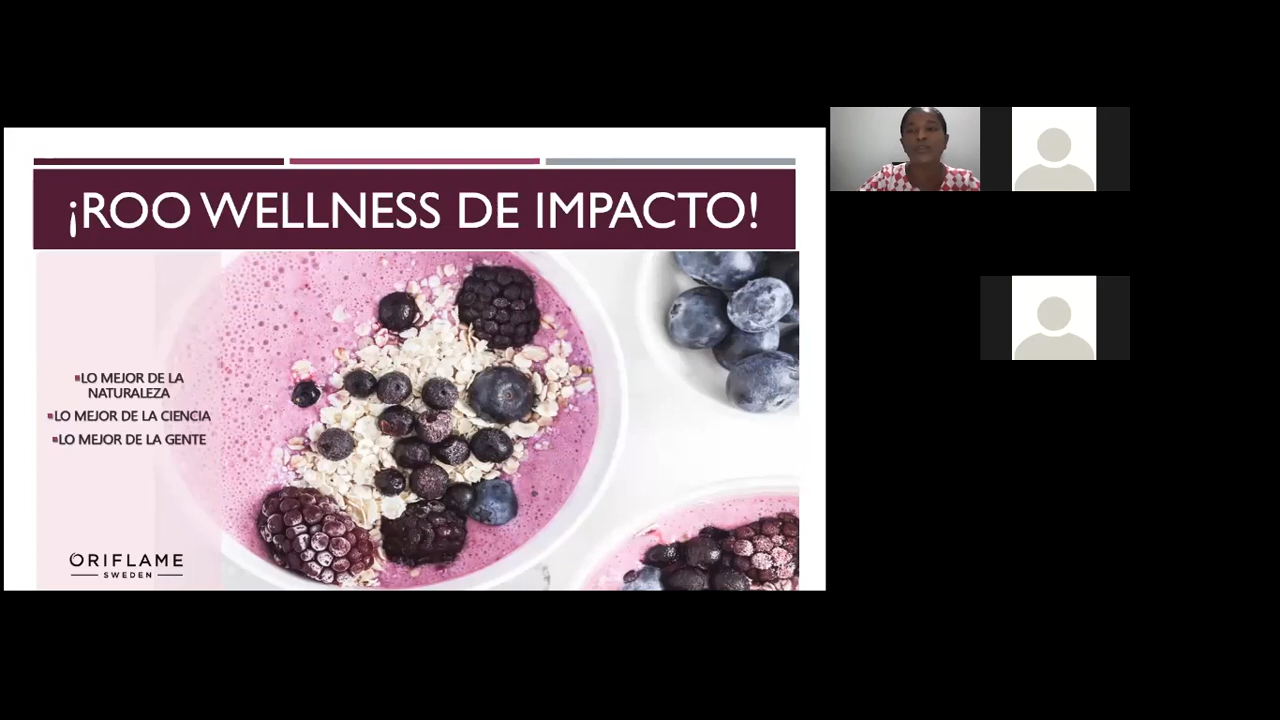 ¡ROO WELLNESS DE IMPACTO!
▪LO MEJOR DE LA
NATURALEZA
▪LO MEJOR DE LA CIENCIA
▪LO MEJOR DE LA GENTE
ORIFLAME
SWEDEN